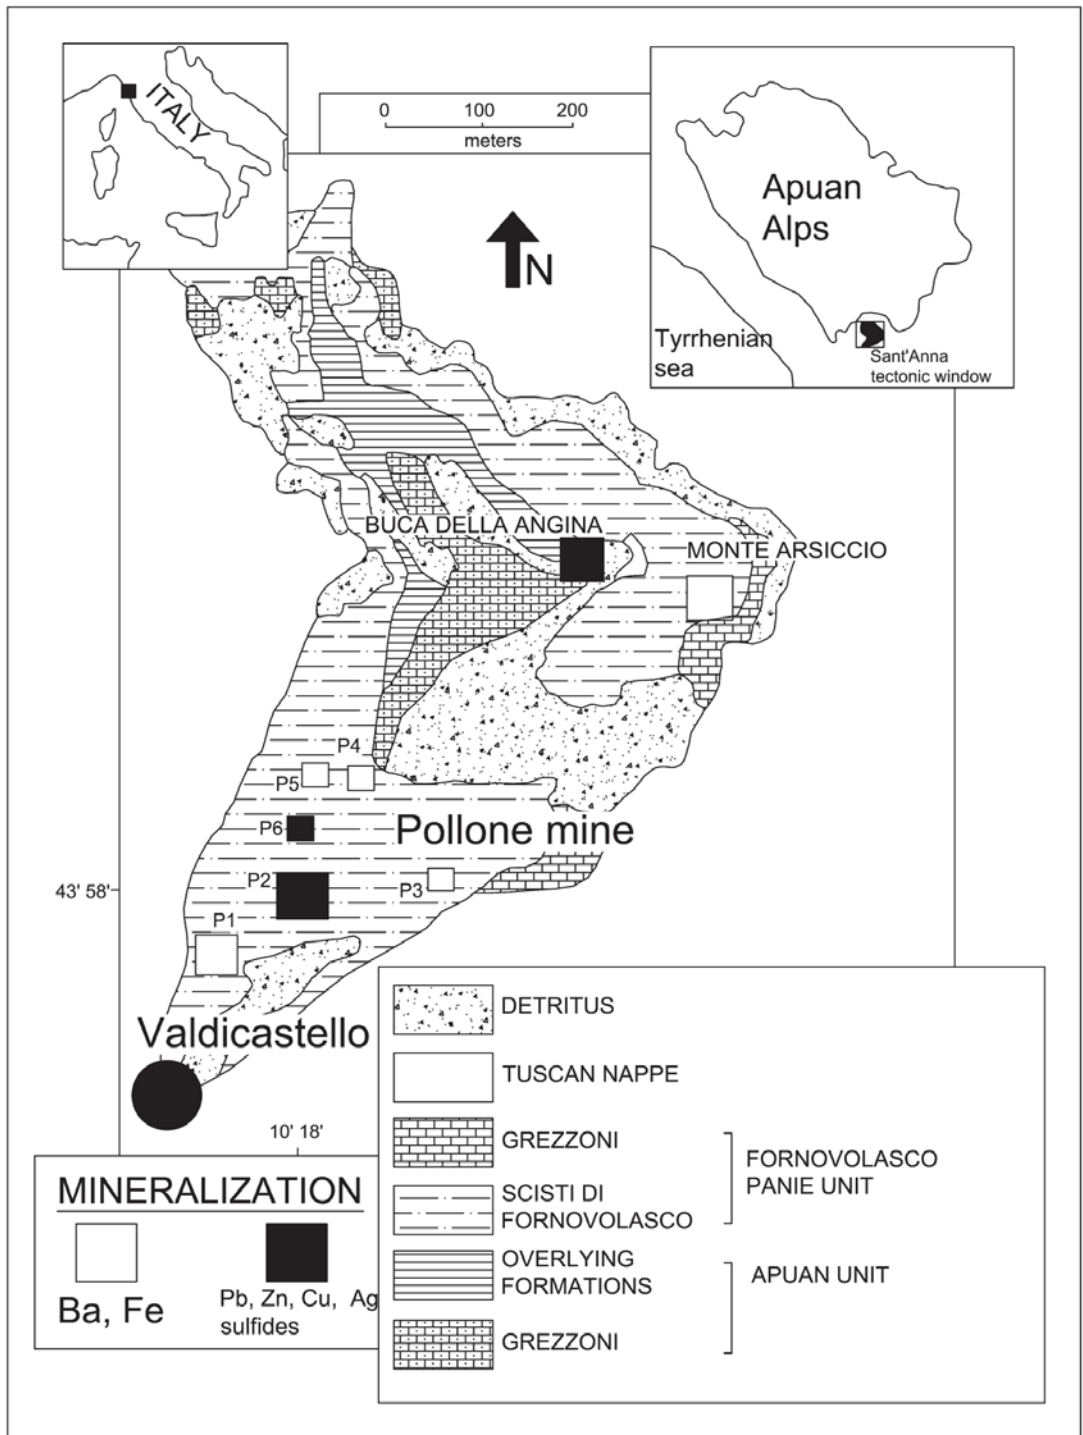 ITALY
0 100 200
meters
N
Apuan
Alps
Tyrrhenian
sea
Sant'Anna
tectonic window
BUCA DELLA ANGINA
MONTE ARSICCIO
P4
P5
P6
Pollone mine
P2
P3
43' 58'
P1
Valdicastello
10' 18'
MINERALIZATION
Ba, Fe
Pb, Zn, Cu, Ag
sulfides
DETRITUS
TUSCAN NAPPE
GREZZONI
SCISTI DI
FORNOVOLASCO
FORNOVOLASCO
PANIE UNIT
OVERLYING
FORMATIONS
GREZZONI
APUAN UNIT